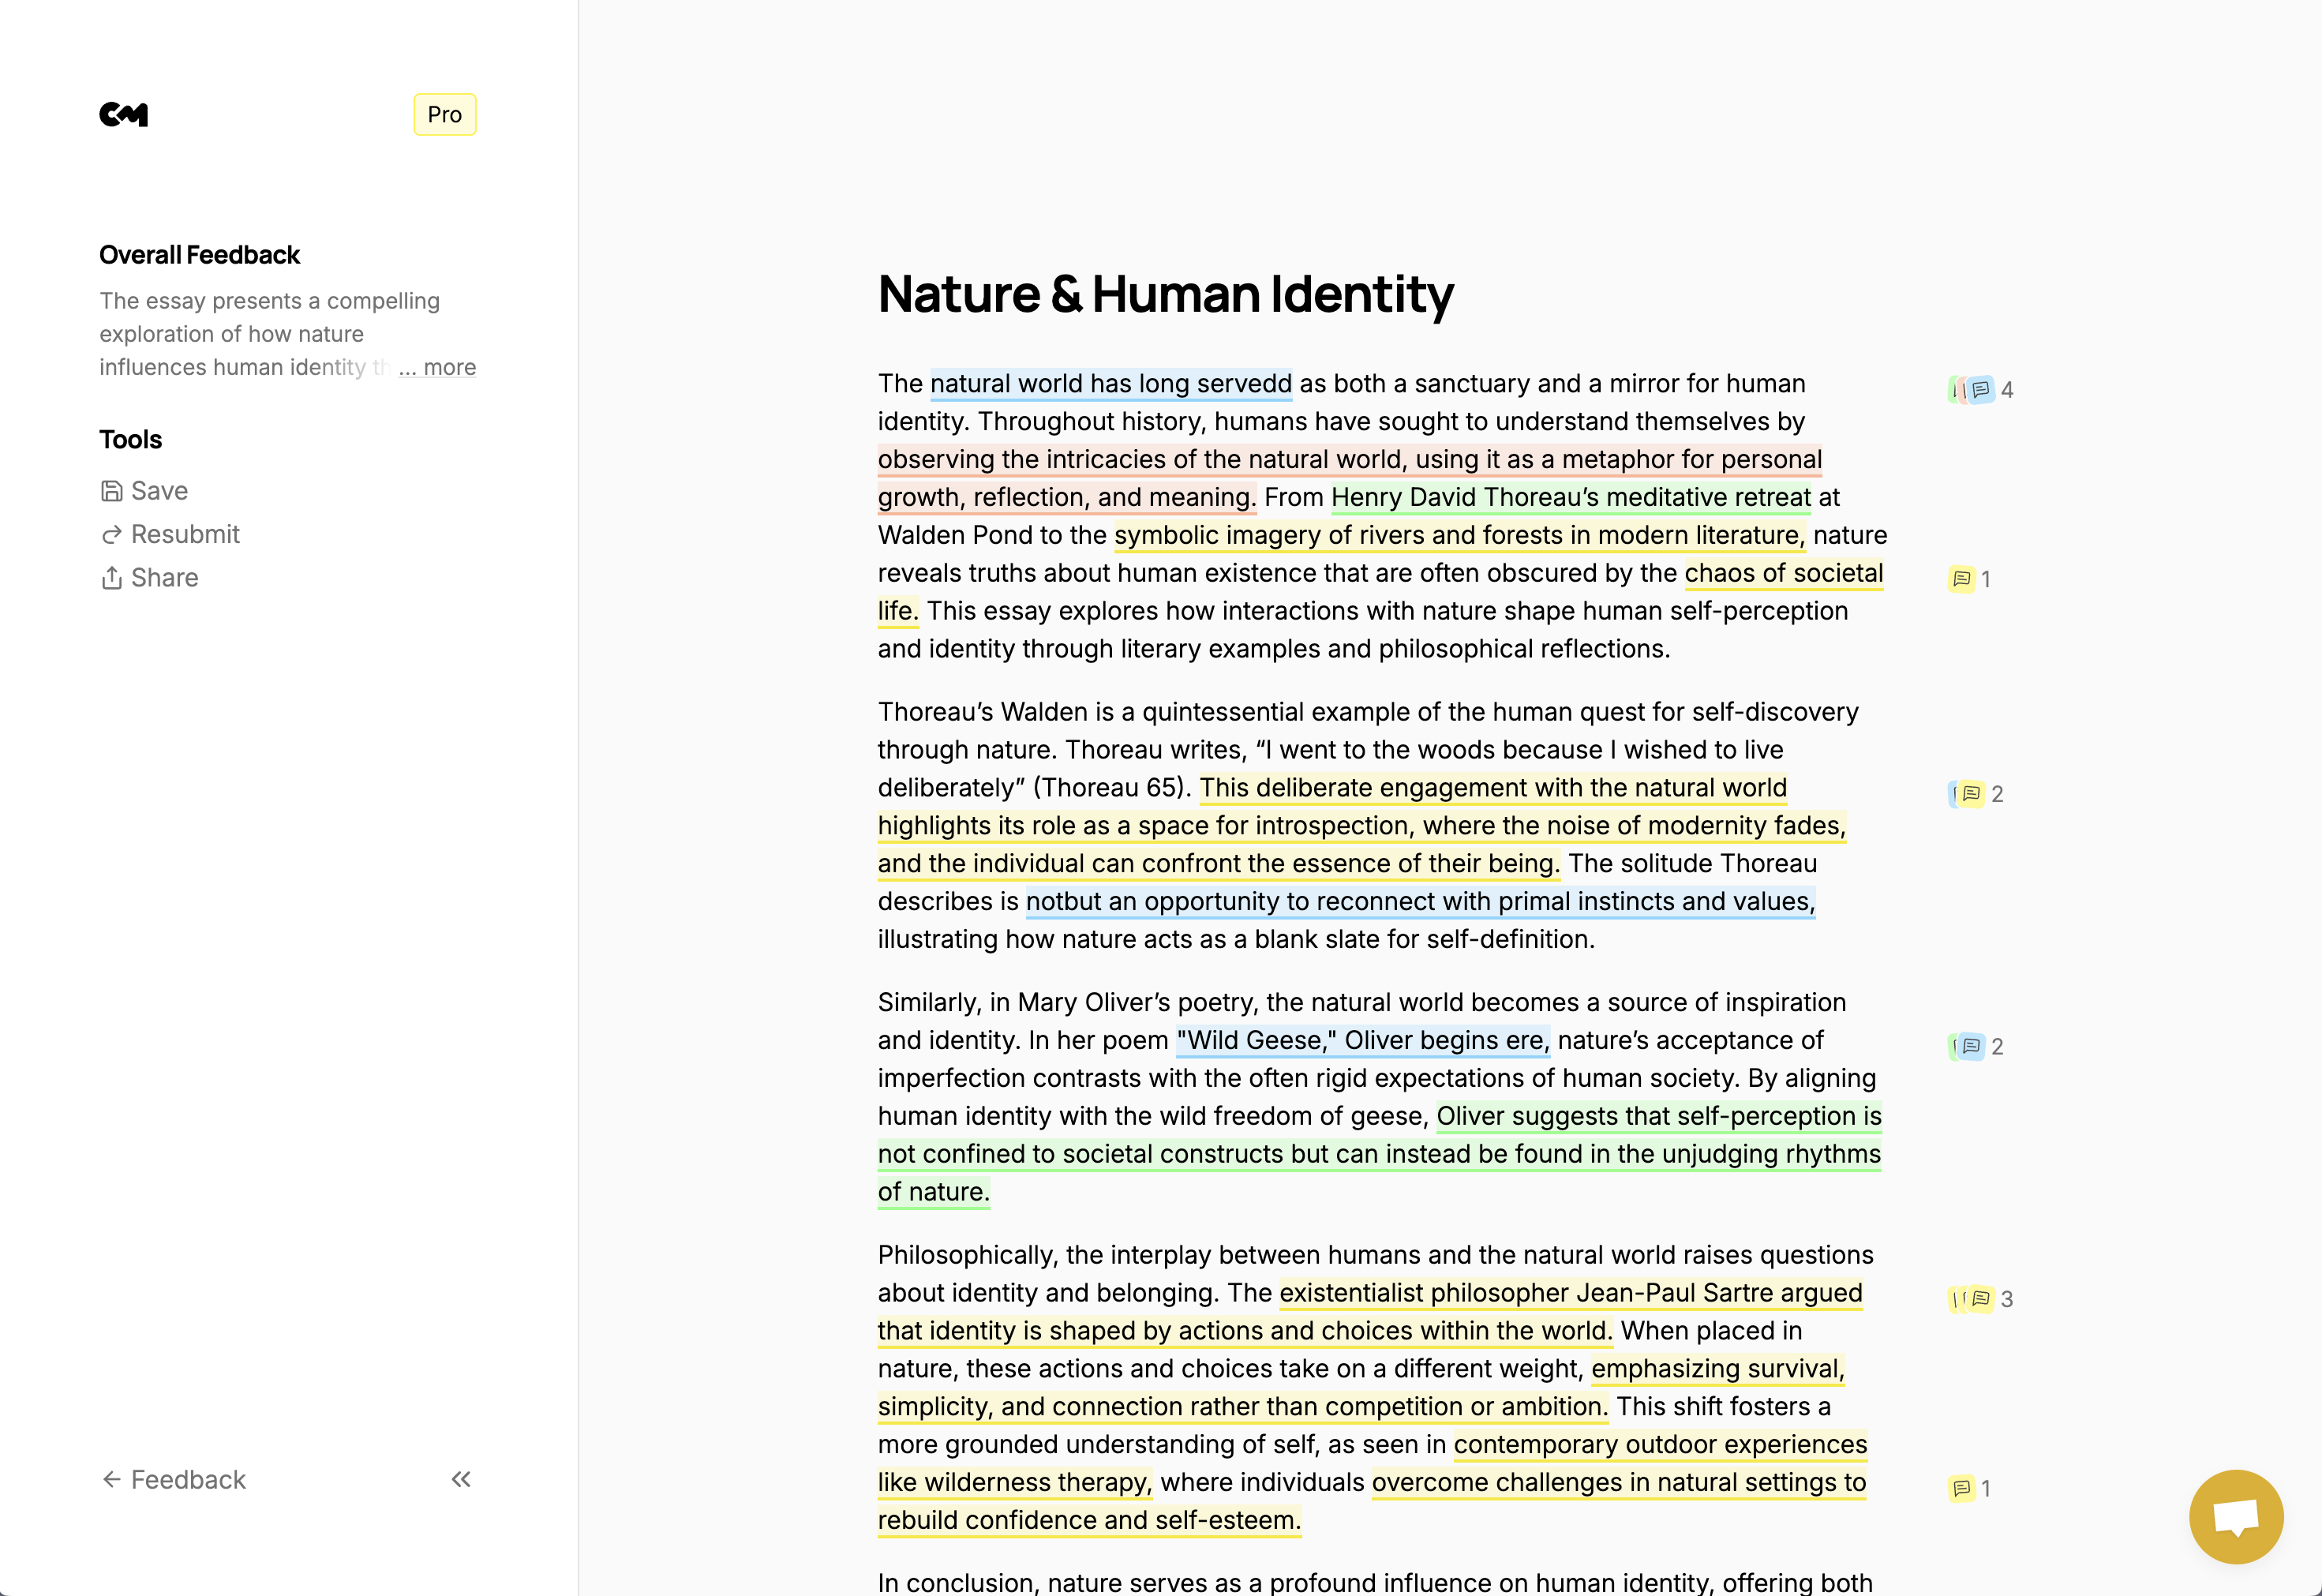 CM
Pro
Overall Feedback
The essay presents a compelling
exploration of how nature
influences human identity th ... more
Tools
Save
Resubmit
Share
Feedback
Nature & Human Identity
The natural world has long servedd as both a sanctuary and a mirror for human
identity. Throughout history, humans have sought to understand themselves by
observing the intricacies of the natural world, using it as a metaphor for personal
growth, reflection, and meaning. From Henry David Thoreau’s meditative retreat at
Walden Pond to the symbolic imagery of rivers and forests in modern literature, nature
reveals truths about human existence that are often obscured by the chaos of societal
life. This essay explores how interactions with nature shape human self-perception
and identity through literary examples and philosophical reflections.
4
1
Thoreau’s Walden is a quintessential example of the human quest for self-discovery
through nature. Thoreau writes, “I went to the woods because I wished to live
deliberately” (Thoreau 65). This deliberate engagement with the natural world
highlights its role as a space for introspection, where the noise of modernity fades,
and the individual can confront the essence of their being. The solitude Thoreau
describes is notbut an opportunity to reconnect with primal instincts and values,
illustrating how nature acts as a blank slate for self-definition.
2
Similarly, in Mary Oliver’s poetry, the natural world becomes a source of inspiration
and identity. In her poem "Wild Geese," Oliver begins ere, nature’s acceptance of
imperfection contrasts with the often rigid expectations of human society. By aligning
human identity with the wild freedom of geese, Oliver suggests that self-perception is
not confined to societal constructs but can instead be found in the unjudging rhythms
of nature.
2
Philosophically, the interplay between humans and the natural world raises questions
about identity and belonging. The existentialist philosopher Jean-Paul Sartre argued
that identity is shaped by actions and choices within the world. When placed in
nature, these actions and choices take on a different weight, emphasizing survival,
simplicity, and connection rather than competition or ambition. This shift fosters a
more grounded understanding of self, as seen in contemporary outdoor experiences
like wilderness therapy, where individuals overcome challenges in natural settings to
rebuild confidence and self-esteem.
3
1
In conclusion, nature serves as a profound influence on human identity, offering both